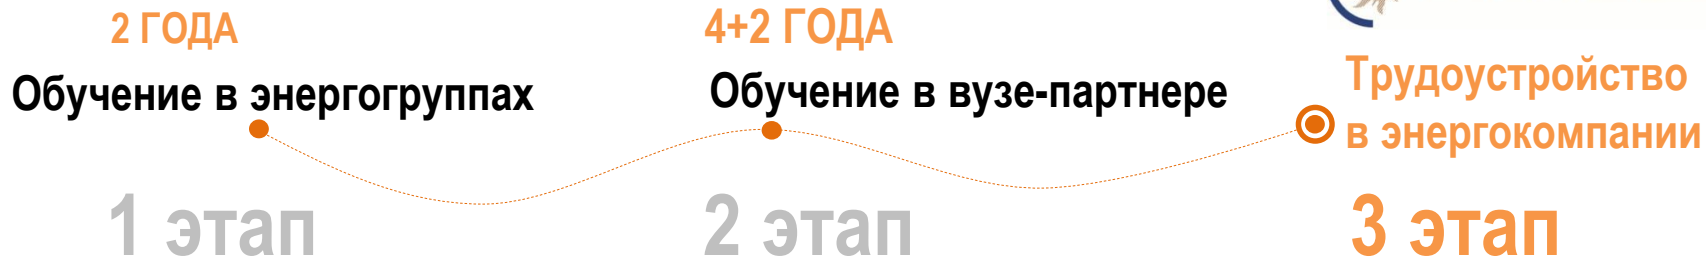 2 ГОДА
Обучение в энергогруппах
1 этап
4+2 ГОДА
Обучение в вузе-партнере
2 этап
Трудоустройство
в энергокомпании
3 этап